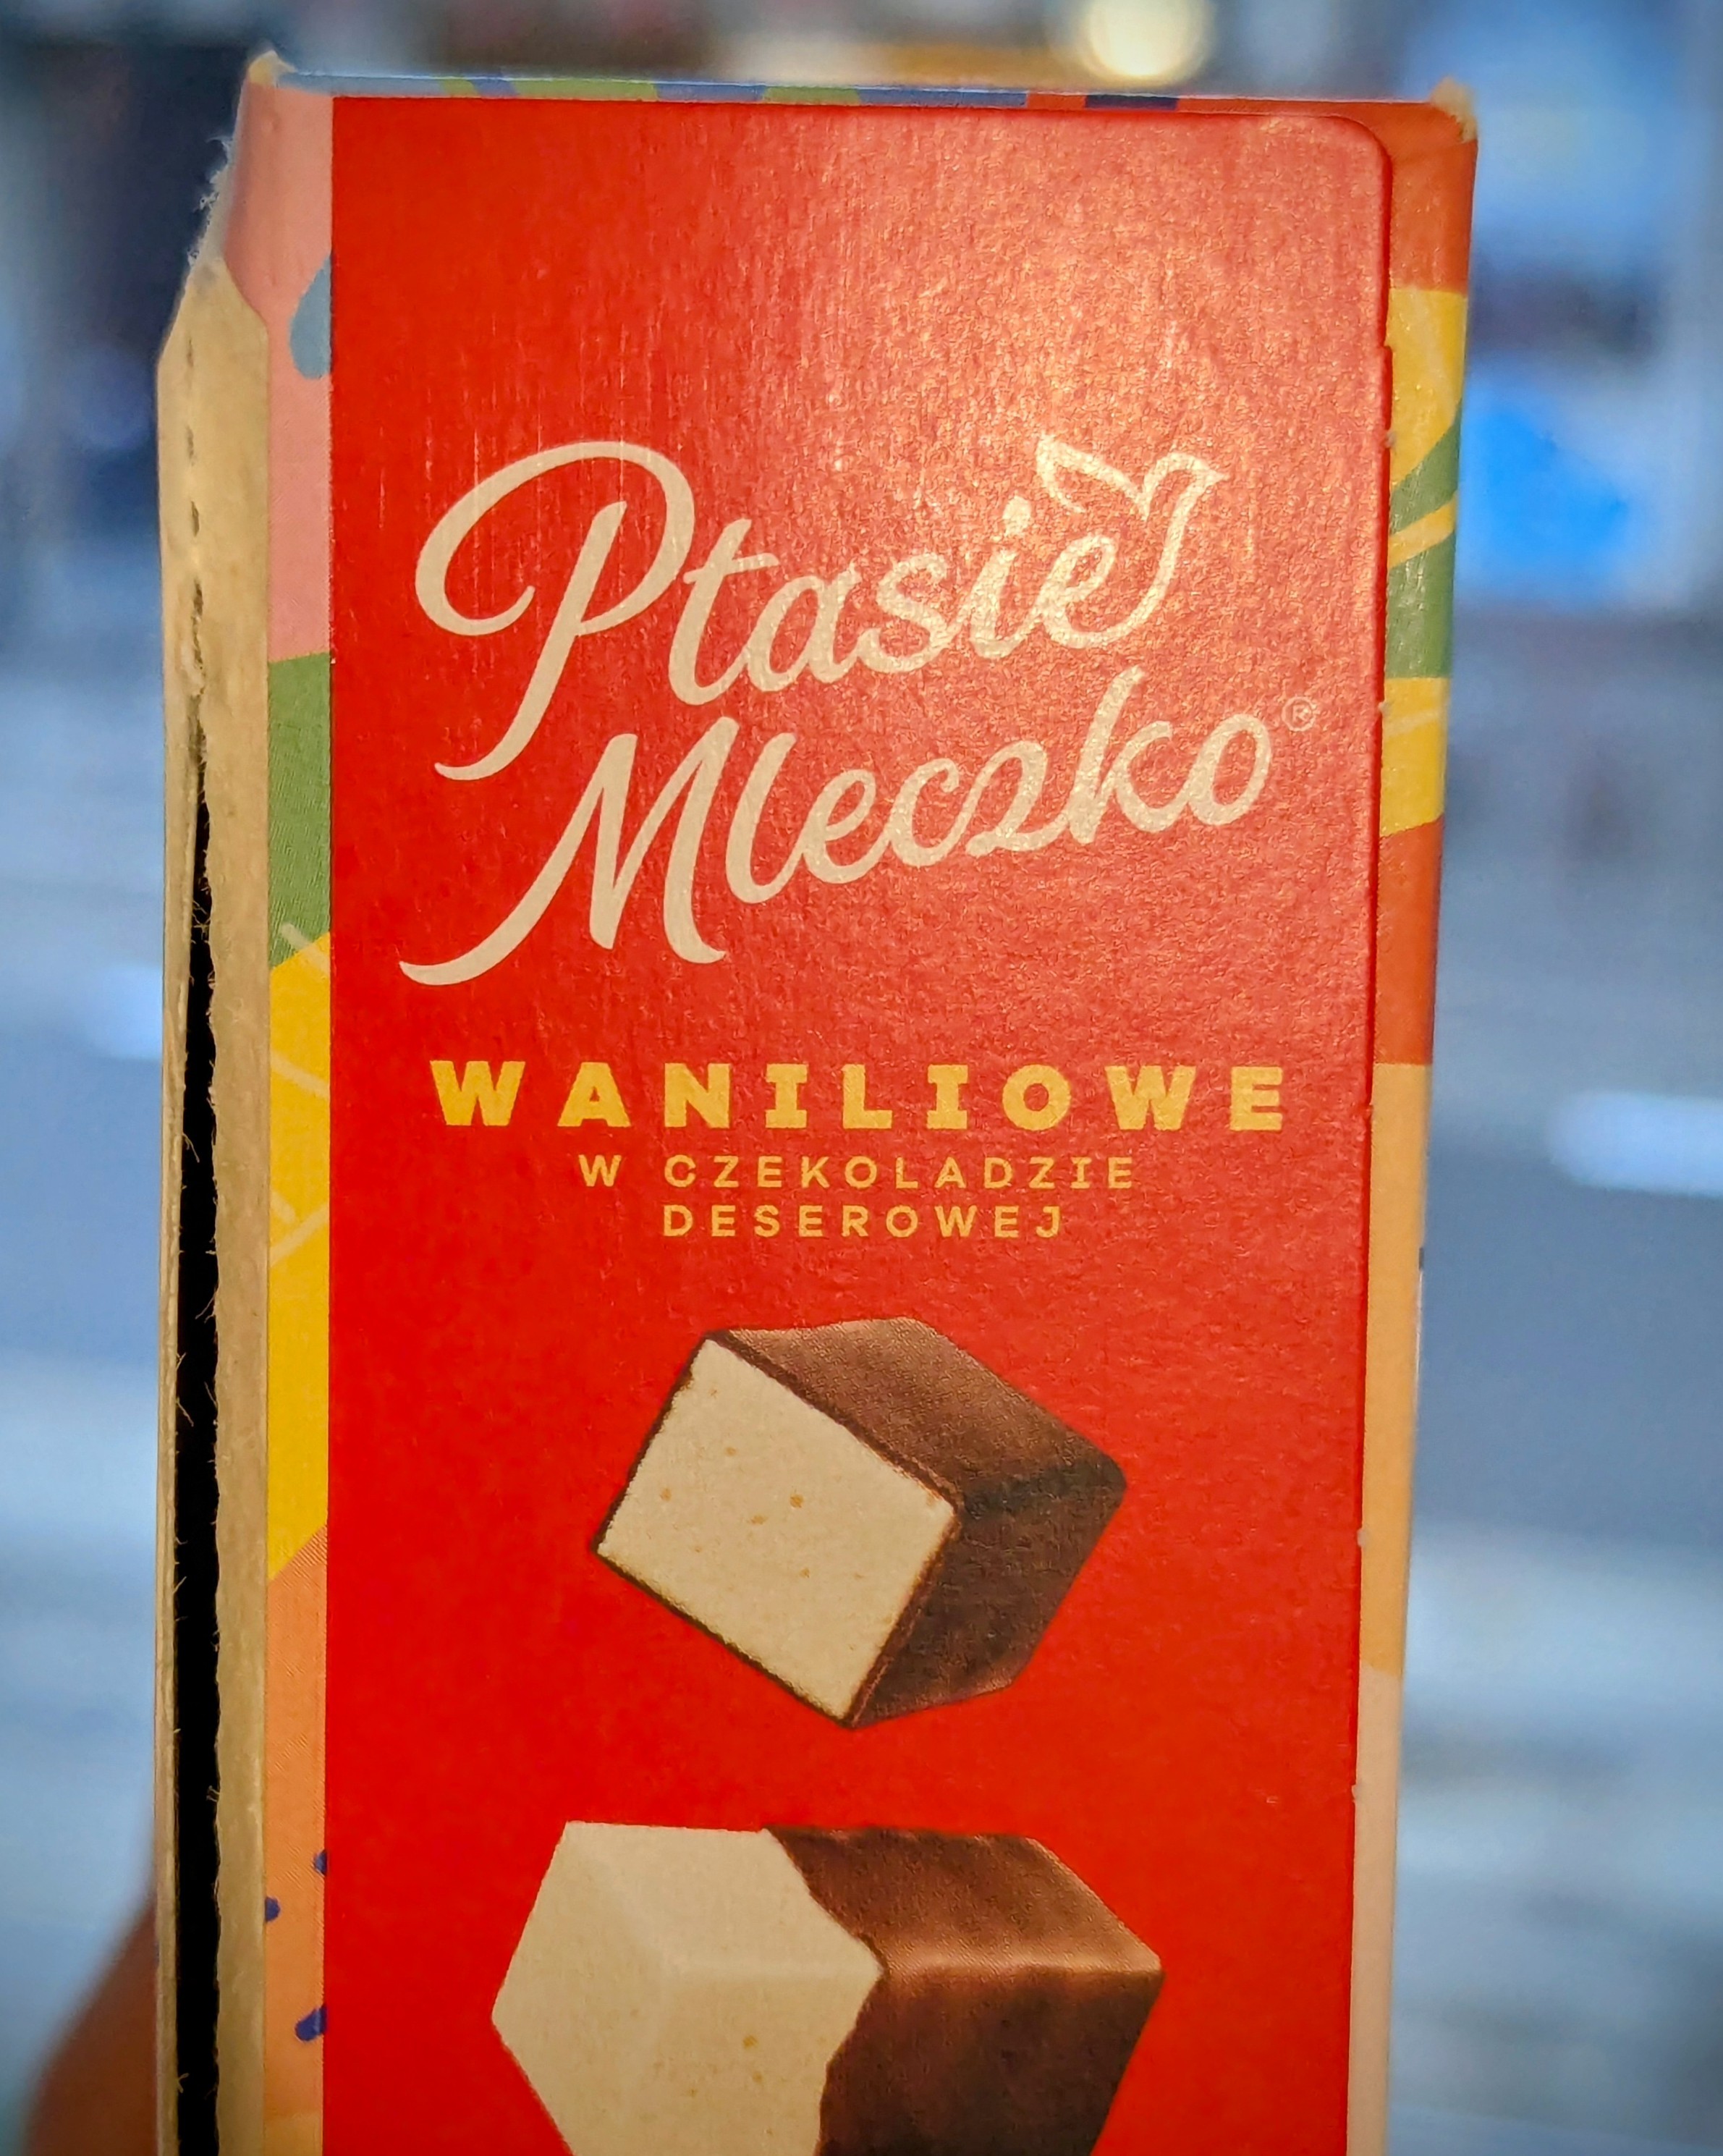 Ptasie
Mleczko®
WANILIOWE
W CZEKOLADZIE
DESEROWEJ